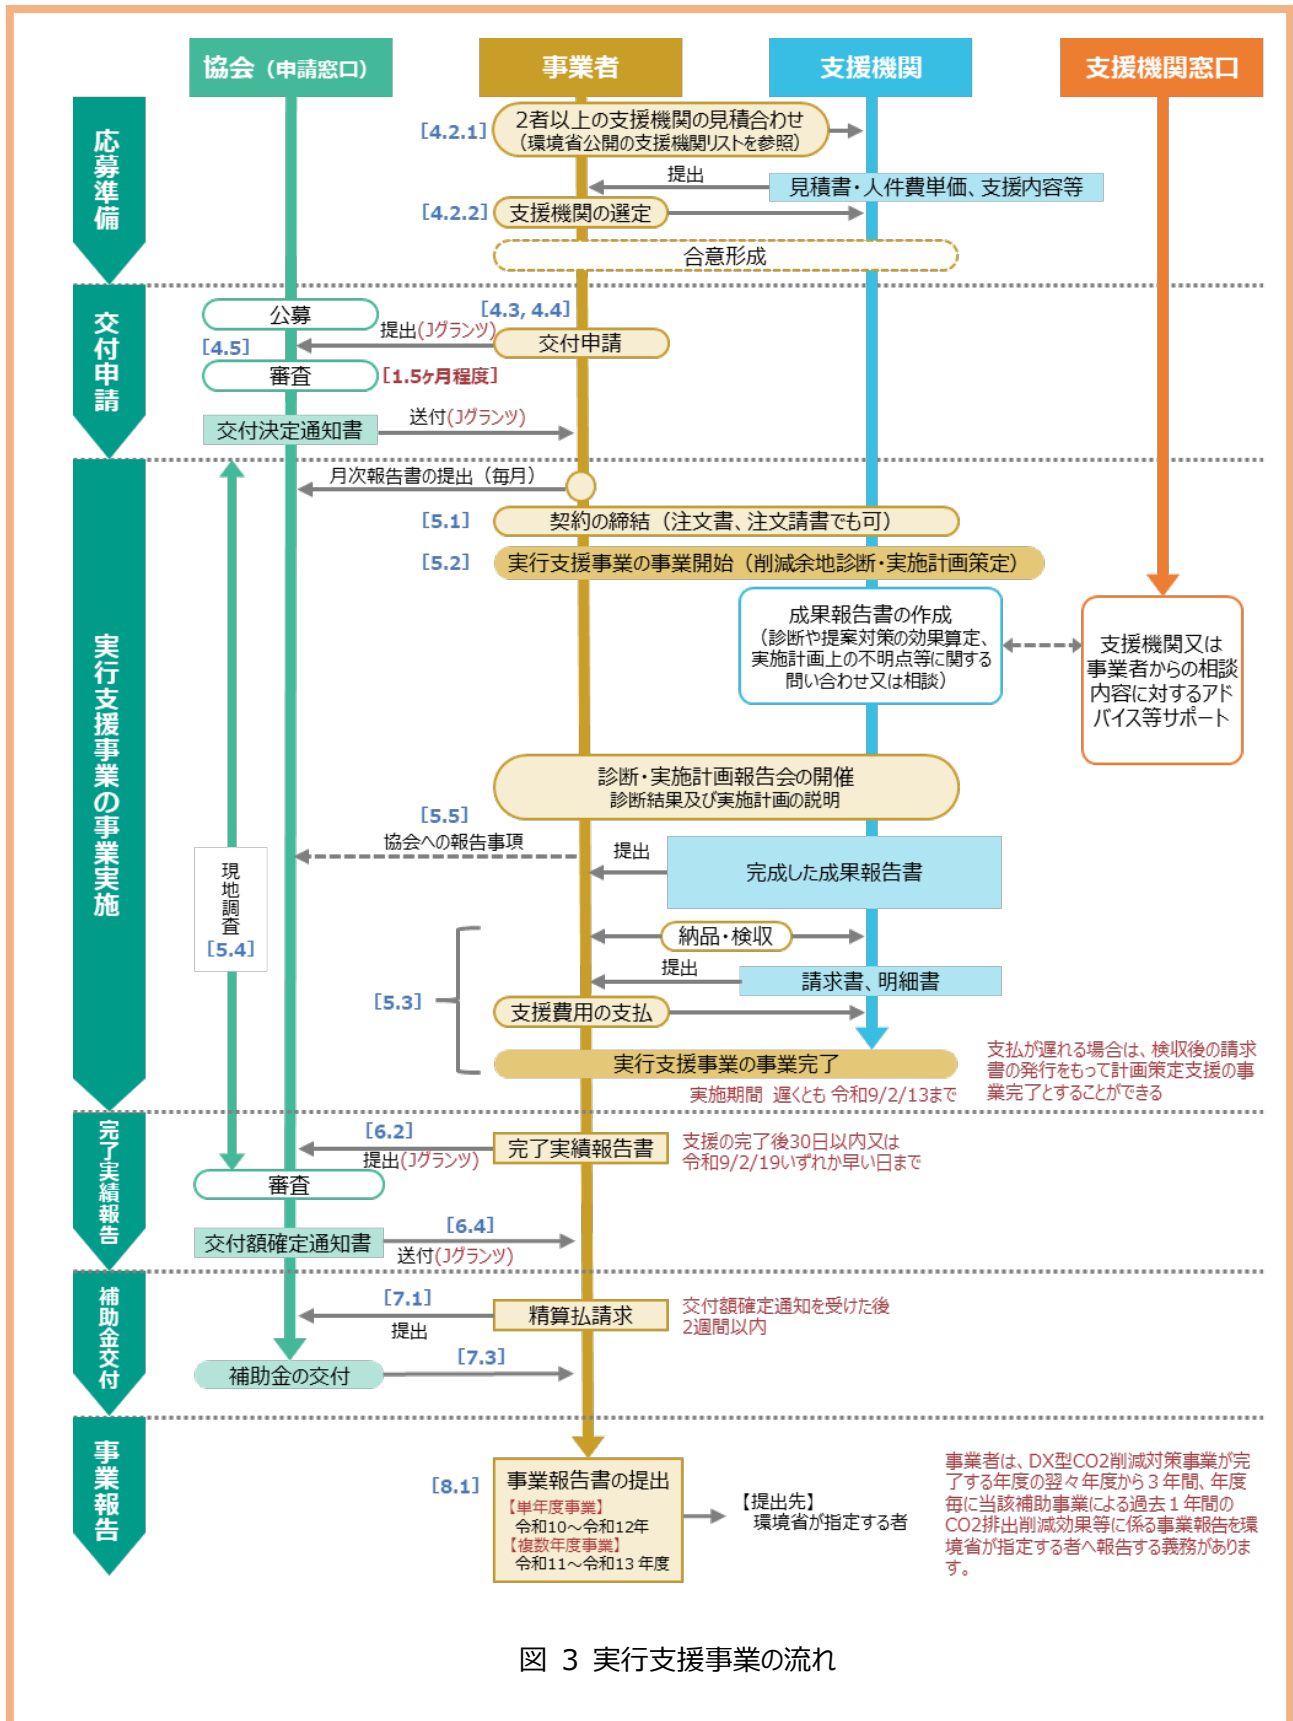 協会（申請窓口）
事業者
支援機関
支援機関窓口
応募準備
[4.2.1]
2者以上の支援機関の見積合わせ
（環境省公開の支援機関リストを参照）
提出
見積書・人件費単価、支援内容等
[4.2.2]
支援機関の選定
合意形成
交付申請
公募
[4.3, 4.4]
提出(Jグランツ)
交付申請
[4.5]
審査
[1.5ヶ月程度]
交付決定通知書
送付(Jグランツ)
実行支援事業の事業実施
月次報告書の提出（毎月）
[5.1]
契約の締結（注文書、注文請書でも可）
[5.2]
実行支援事業の事業開始（削減余地診断・実施計画策定）
成果報告書の作成
（診断や提案対策の効果算定、
実施計画上の不明点等に関する
問い合わせ又は相談）
支援機関又は
事業者からの相談
内容に対するアド
バイス等サポート
診断・実施計画報告会の開催
診断結果及び実施計画の説明
[5.5]
協会への報告事項
提出
完成した成果報告書
現地調査
[5.4]
納品・検収
提出
請求書、明細書
[5.3]
支援費用の支払
実行支援事業の事業完了
実施期間 遅くとも 令和9/2/13まで
支払が遅れる場合は、検収後の請求
書の発行をもって計画策定支援の事
業完了とすることができる
完了実績報告
[6.2]
提出(Jグランツ)
完了実績報告書
支援の完了後30日以内又は
令和9/2/19いずれか早い日まで
審査
交付額確定通知書
[6.4]
送付(Jグランツ)
補助金交付
[7.1]
提出
精算払請求
交付額確定通知を受けた後
2週間以内
補助金の交付
[7.3]
事業報告
[8.1]
事業報告書の提出
【単年度事業】
令和10～令和12年
【複数年度事業】
令和11～令和13年度
【提出先】
環境省が指定する者
事業者は、DX型CO2削減対策事業が完
了する年度の翌々年度から３年間、年度
毎に当該補助事業による過去１年間の
CO2排出削減効果等に係る事業報告を環
境省が指定する者へ報告する義務がありま
す。
図 3 実行支援事業の流れ